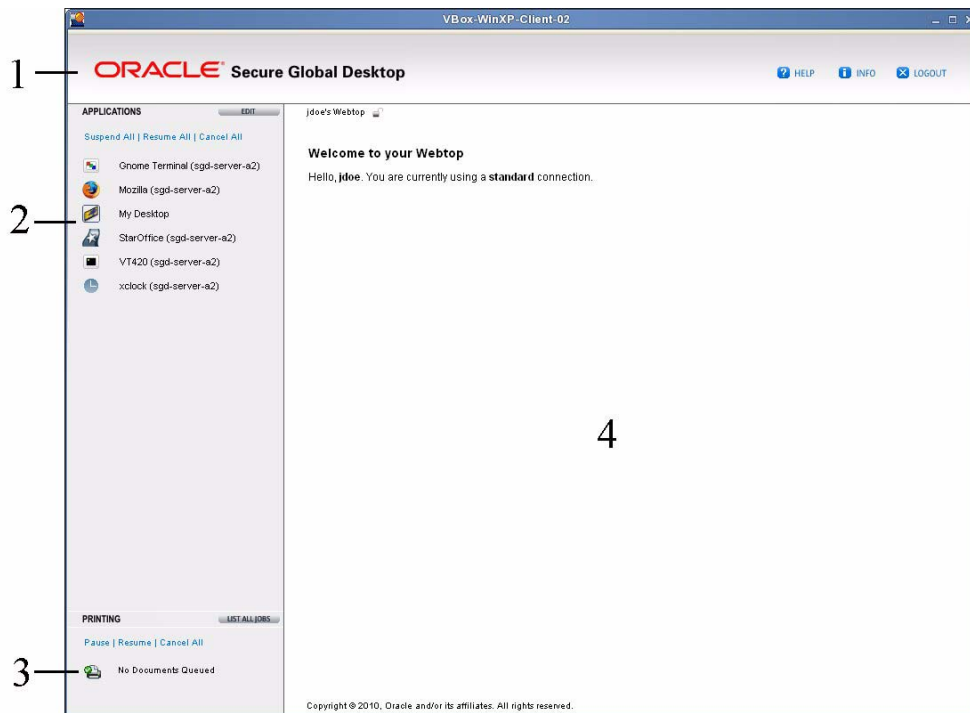 VBox-WinXP-Client-02
1
ORACLE® Secure Global Desktop
HELP INFO LOGOUT
APPLICATIONS EDIT
Suspend All | Resume All | Cancel All
Gnome Terminal (sgd-server-a2)
Mozilla (sgd-server-a2)
2
My Desktop
StarOffice (sgd-server-a2)
VT420 (sgd-server-a2)
xclock (sgd-server-a2)
jdoe's Webtop
Welcome to your Webtop
Hello, jdoe. You are currently using a standard connection.
4
PRINTING LIST ALL JOBS
Pause | Resume | Cancel All
3
No Documents Queued
Copyright © 2010, Oracle and/or its affiliates. All rights reserved.